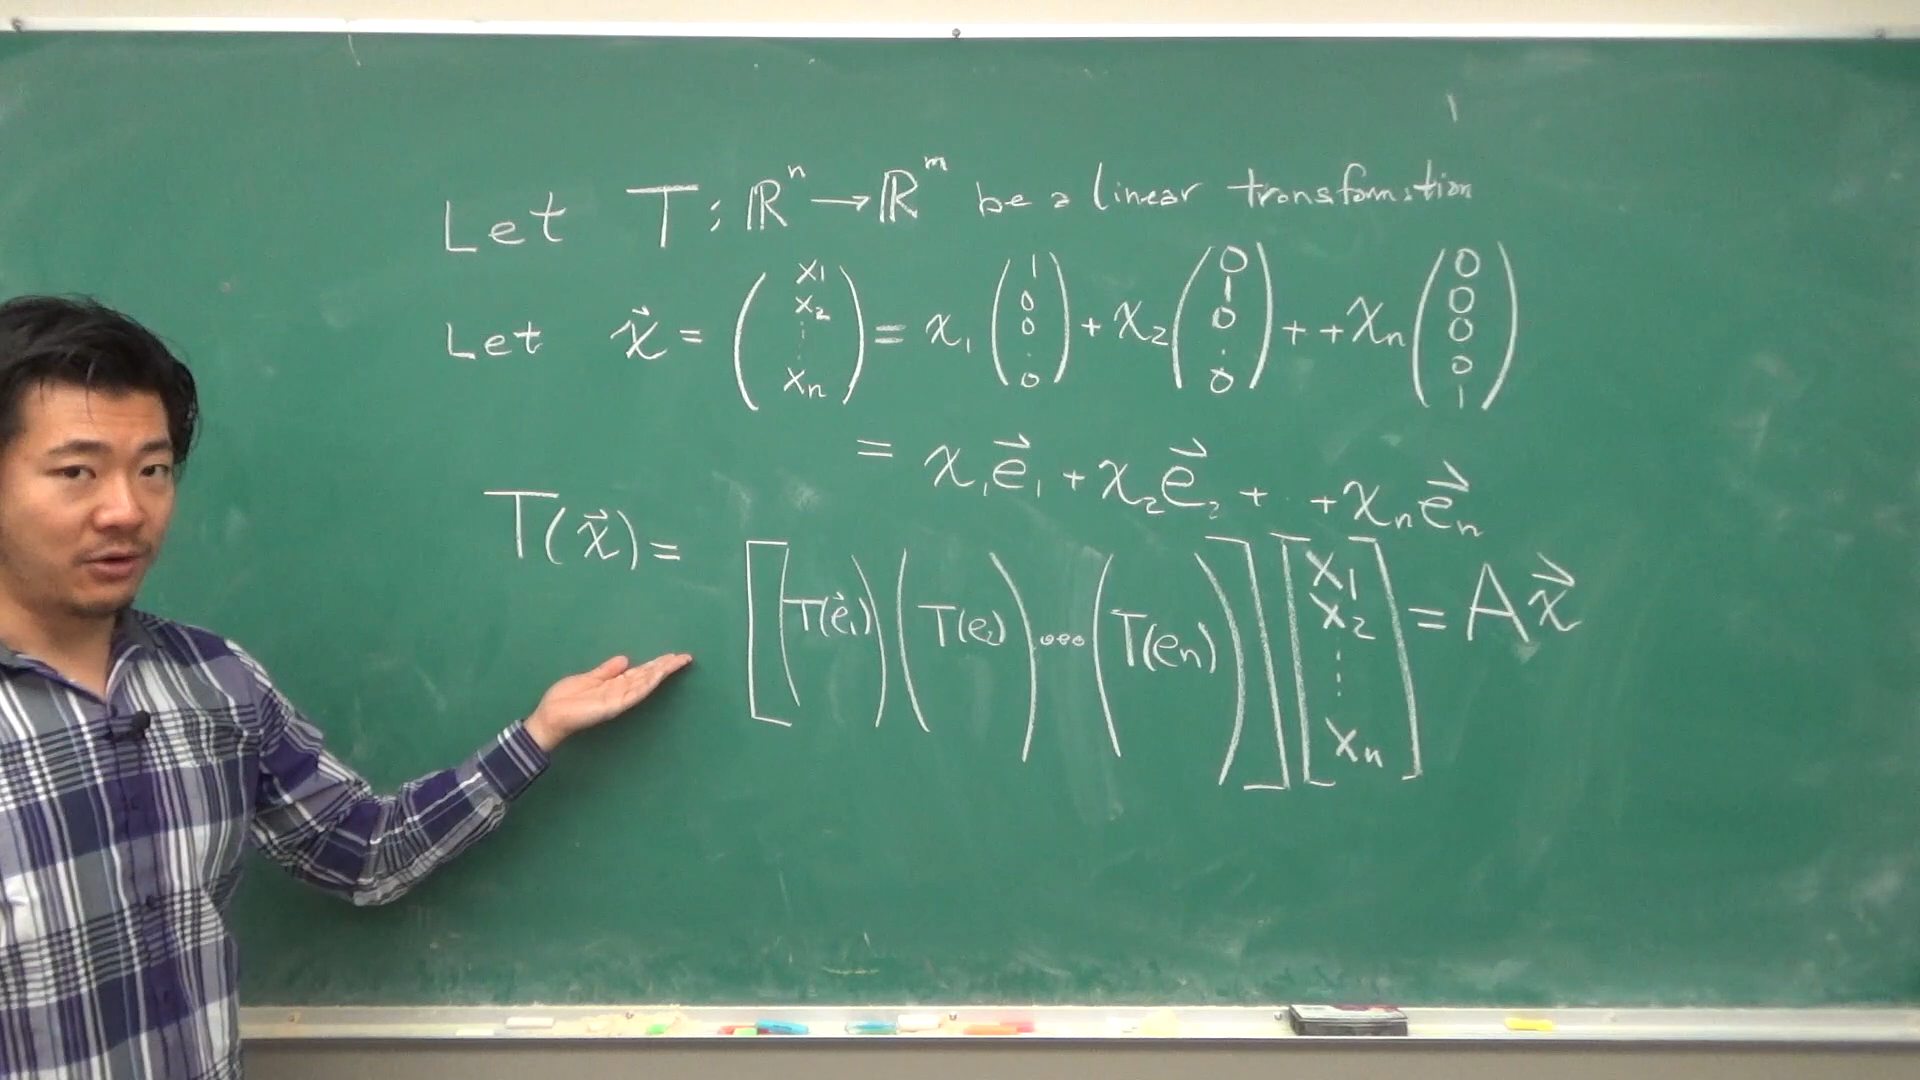 Let T : ℝⁿ → ℝᵐ be a linear transformation
Let x⃗ = (x₁ x₂ ⋮ xₙ) = x₁ (1 0 0 ⋮ 0) + x₂ (0 1 0 ⋮ 0) + + xₙ (0 0 0 0 1)
= x₁e⃗₁ + x₂e⃗₂ + ·· + xₙe⃗ₙ
T(x⃗) = [(T(e⃗₁)) (T(e₂)) ··· (T(eₙ))] [x₁ x₂ ⋮ xₙ] = Ax⃗